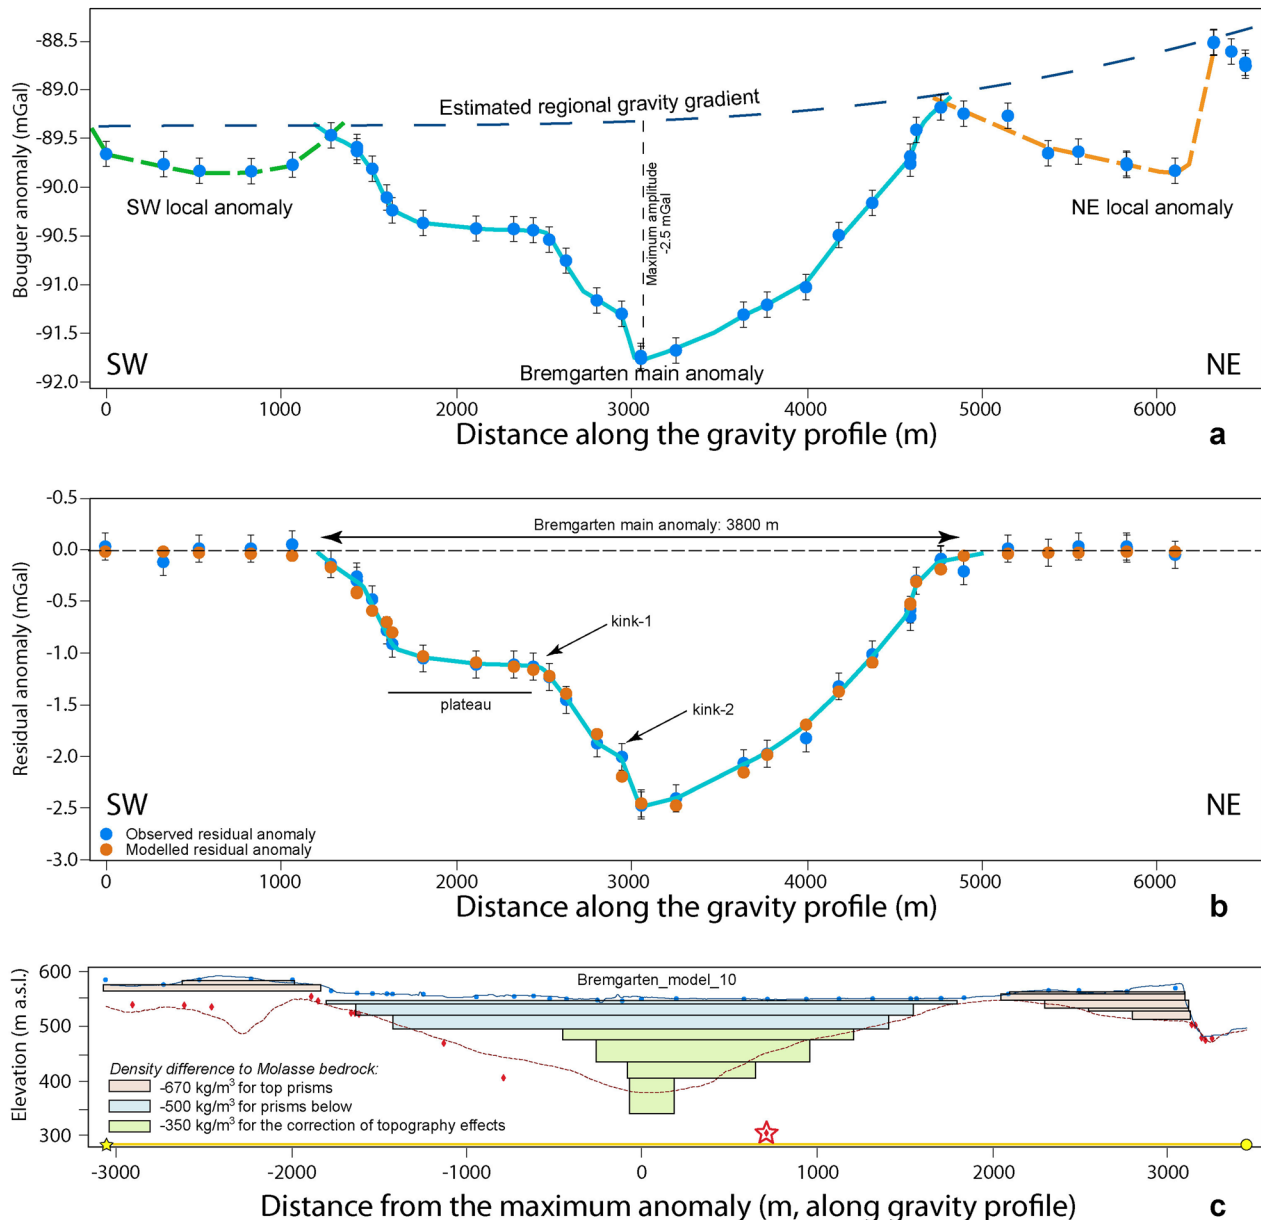 -88.5
-89.0
-89.5
-90.0
-90.5
-91.0
-91.5
-92.0
Bouguer anomaly (mGal)
Estimated regional gravity gradient
SW local anomaly
NE local anomaly
Maximum amplitude
-2.5 mGal
SW
Bremgarten main anomaly
NE
0 1000 2000 3000 4000 5000 6000
Distance along the gravity profile (m)
a
-0.5
0.0
-0.5
-1.0
-1.5
-2.0
-2.5
-3.0
Residual anomaly (mGal)
Bremgarten main anomaly: 3800 m
kink-1
plateau
kink-2
SW
NE
Observed residual anomaly
Modelled residual anomaly
0 1000 2000 3000 4000 5000 6000
Distance along the gravity profile (m)
b
600
500
400
300
Elevation (m a.s.l.)
Bremgarten_model_10
Density difference to Molasse bedrock:
-670 kg/m³ for top prisms
-500 kg/m³ for prisms below
-350 kg/m³ for the correction of topography effects
-3000 -2000 -1000 0 1000 2000 3000
Distance from the maximum anomaly (m, along gravity profile)
c